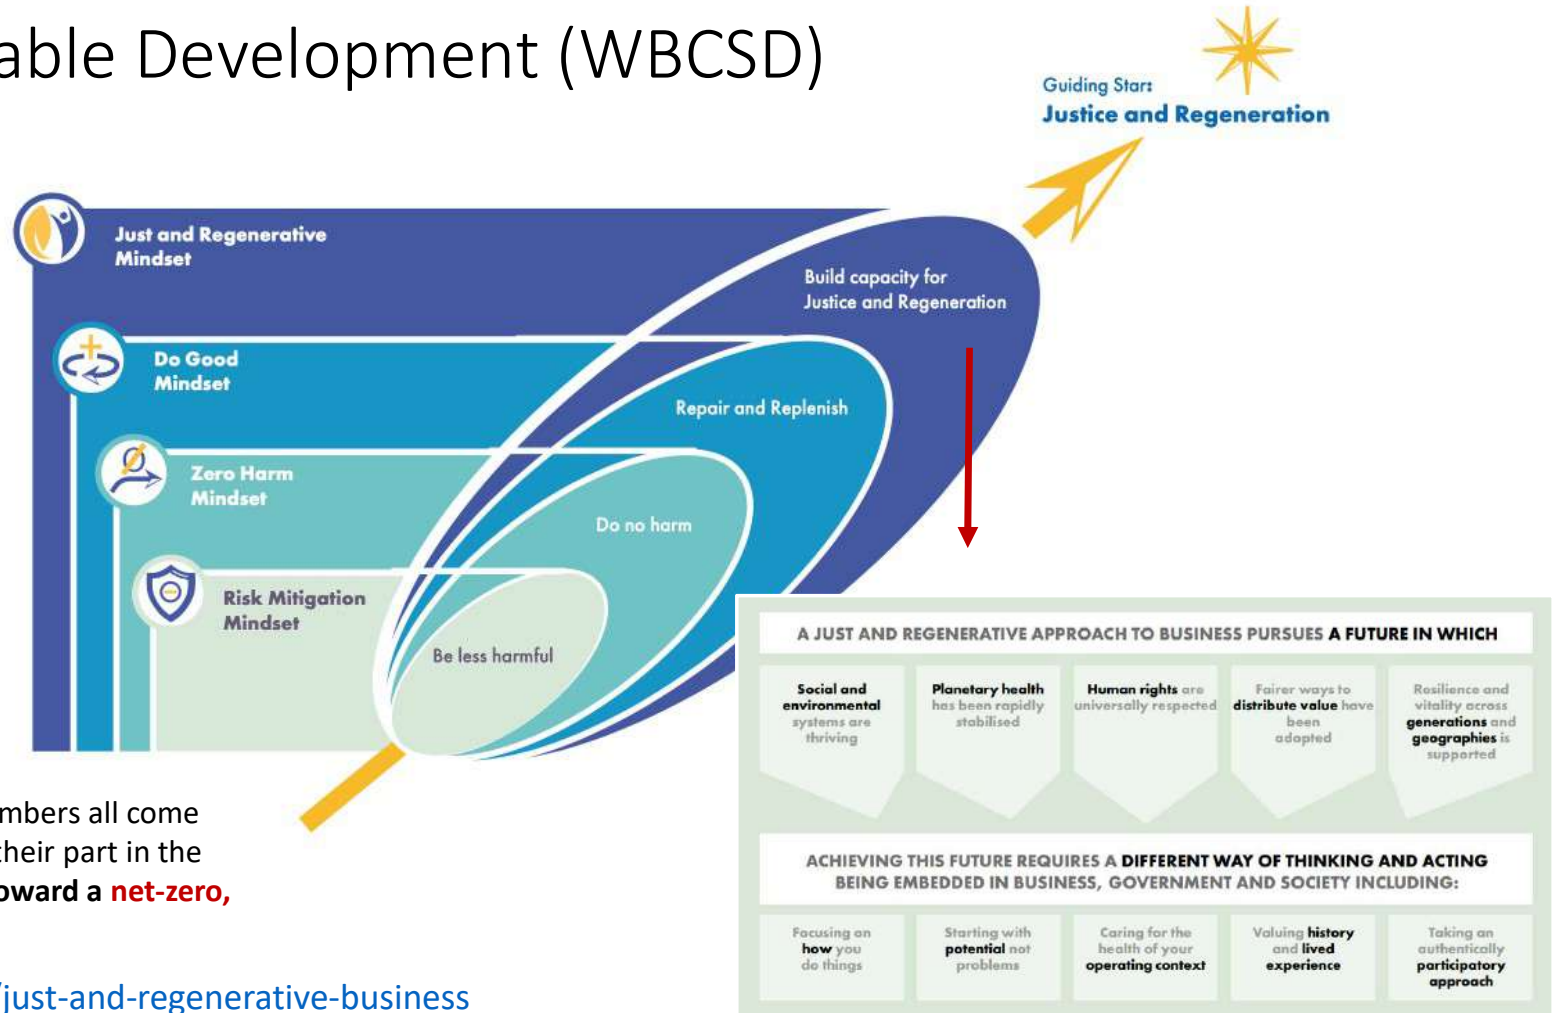 able Development (WBCSD)
Guiding Star:
Justice and Regeneration
Just and Regenerative
Mindset
Build capacity for
Justice and Regeneration
Do Good
Mindset
Repair and Replenish
Zero Harm
Mindset
Do no harm
Risk Mitigation
Mindset
Be less harmful
A JUST AND REGENERATIVE APPROACH TO BUSINESS PURSUES A FUTURE IN WHICH
Social and
environmental
systems are
thriving
Planetary health
has been rapidly
stabilised
Human rights are
universally respected
Fairer ways to
distribute value have
been
adopted
Resilience and
vitality across
generations and
geographies is
supported
ACHIEVING THIS FUTURE REQUIRES A DIFFERENT WAY OF THINKING AND ACTING
BEING EMBEDDED IN BUSINESS, GOVERNMENT AND SOCIETY INCLUDING:
Focusing on
how you
do things
Starting with
potential not
problems
Caring for the
health of your
operating context
Valuing history
and lived
experience
Taking an
authentically
participatory
approach
mbers all come
their part in the
oward a net-zero,
/just-and-regenerative-business